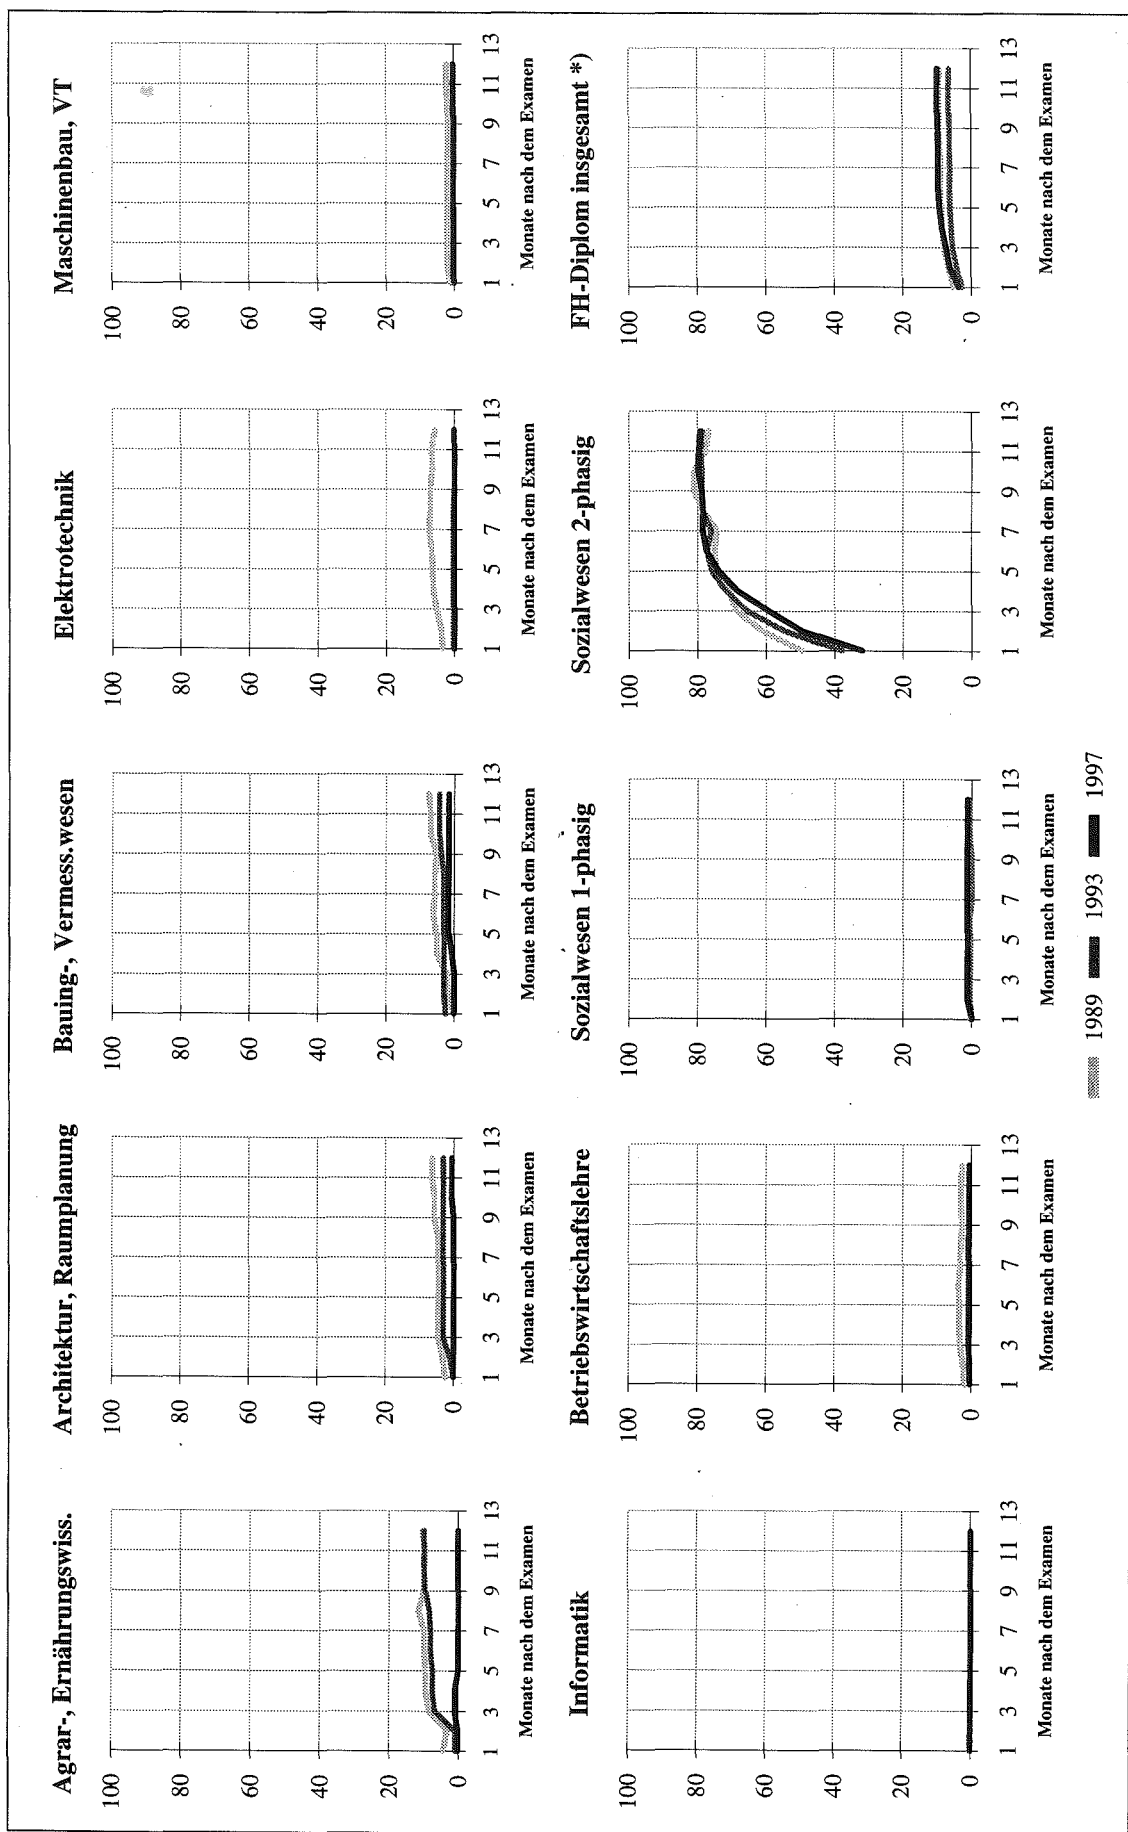 Agrar-, Ernährungswiss.
100
80
60
40
20
0
1 3 5 7 9 11 13
Monate nach dem Examen
Architektur, Raumplanung
100
80
60
40
20
0
1 3 5 7 9 11 13
Monate nach dem Examen
Bauing-, Vermess.wesen
100
80
60
40
20
0
1 3 5 7 9 11 13
Monate nach dem Examen
Elektrotechnik
100
80
60
40
20
0
1 3 5 7 9 11 13
Monate nach dem Examen
Maschinenbau, VT
100
80
60
40
20
0
1 3 5 7 9 11 13
Monate nach dem Examen
Informatik
100
80
60
40
20
0
1 3 5 7 9 11 13
Monate nach dem Examen
Betriebswirtschaftslehre
100
80
60
40
20
0
1 3 5 7 9 11 13
Monate nach dem Examen
Sozialwesen 1-phasig
100
80
60
40
20
0
1 3 5 7 9 11 13
Monate nach dem Examen
Sozialwesen 2-phasig
100
80
60
40
20
0
1 3 5 7 9 11 13
Monate nach dem Examen
FH-Diplom insgesamt *)
100
80
60
40
20
0
1 3 5 7 9 11 13
Monate nach dem Examen
1989 1993 1997